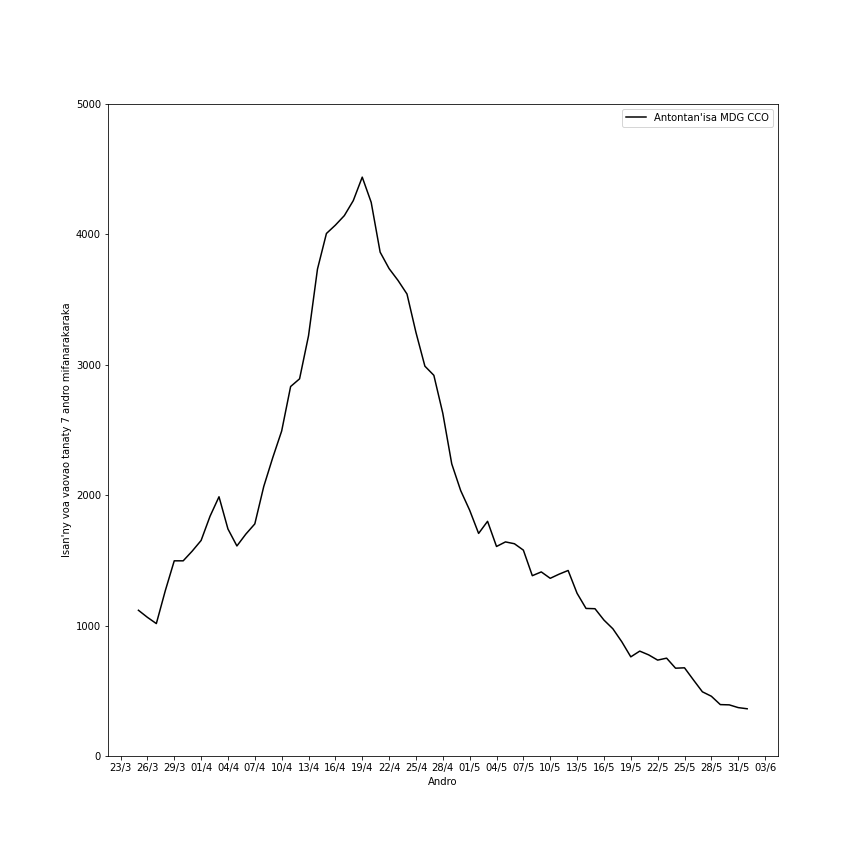 5000
Antontan'isa MDG CCO
4000
3000
2000
1000
0
Isan'ny voa vaovao tanaty 7 andro mifanarakaraka
23/3 26/3 29/3 01/4 04/4 07/4 10/4 13/4 16/4 19/4 22/4 25/4 28/4 01/5 04/5 07/5 10/5 13/5 16/5 19/5 22/5 25/5 28/5 31/5 03/6
Andro